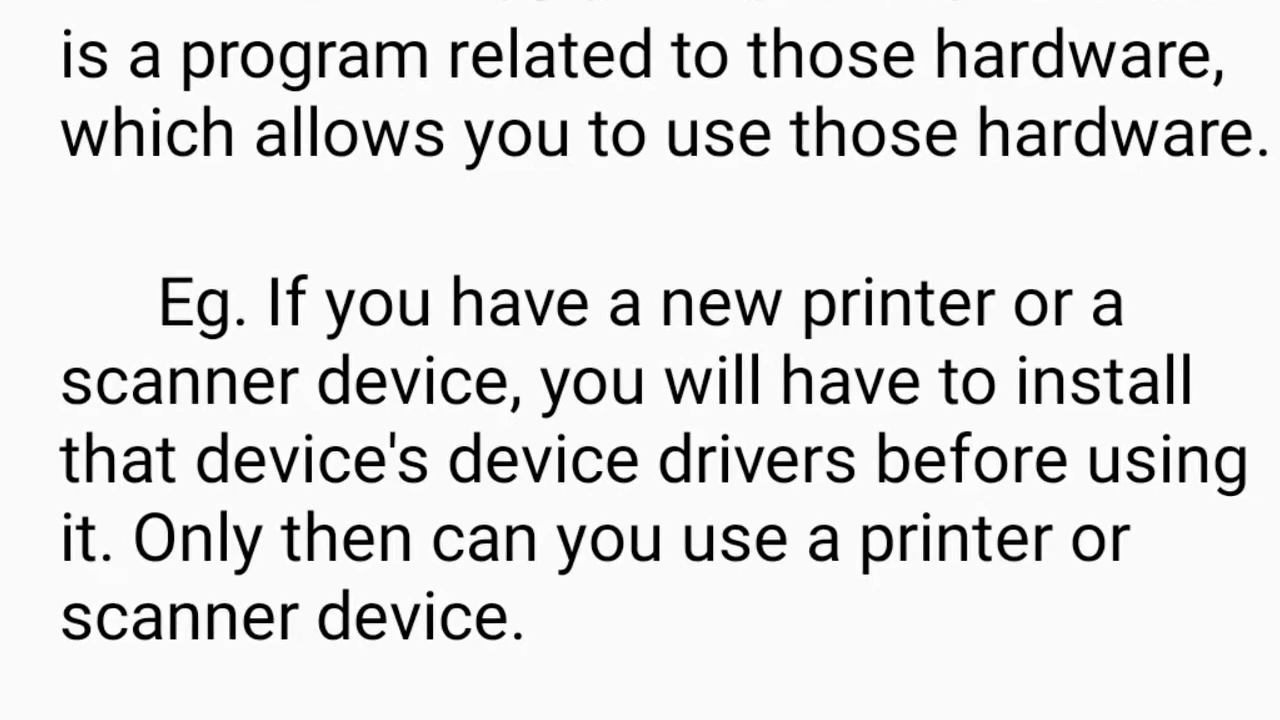 is a program related to those hardware,
which allows you to use those hardware.
Eg. If you have a new printer or a
scanner device, you will have to install
that device's device drivers before using
it. Only then can you use a printer or
scanner device.